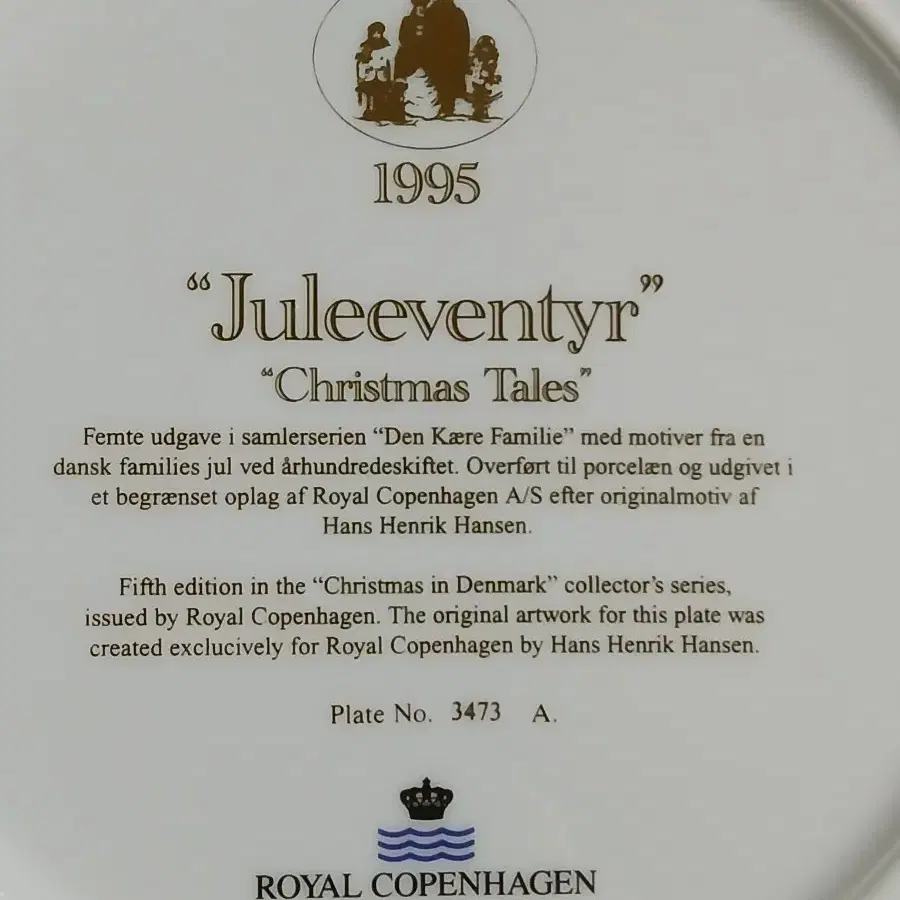 1995
“Juleeventyr”
“Christmas Tales”
Femte udgave i samlerserien “Den Kære Familie” med motiver fra en
dansk families jul ved århundredeskiftet. Overført til porcelæn og udgivet i
et begrænset oplag af Royal Copenhagen A/S efter originalmotiv af
Hans Henrik Hansen.
Fifth edition in the “Christmas in Denmark” collector’s series,
issued by Royal Copenhagen. The original artwork for this plate was
created exclucively for Royal Copenhagen by Hans Henrik Hansen.
Plate No. 3473 A.
ROYAL COPENHAGEN